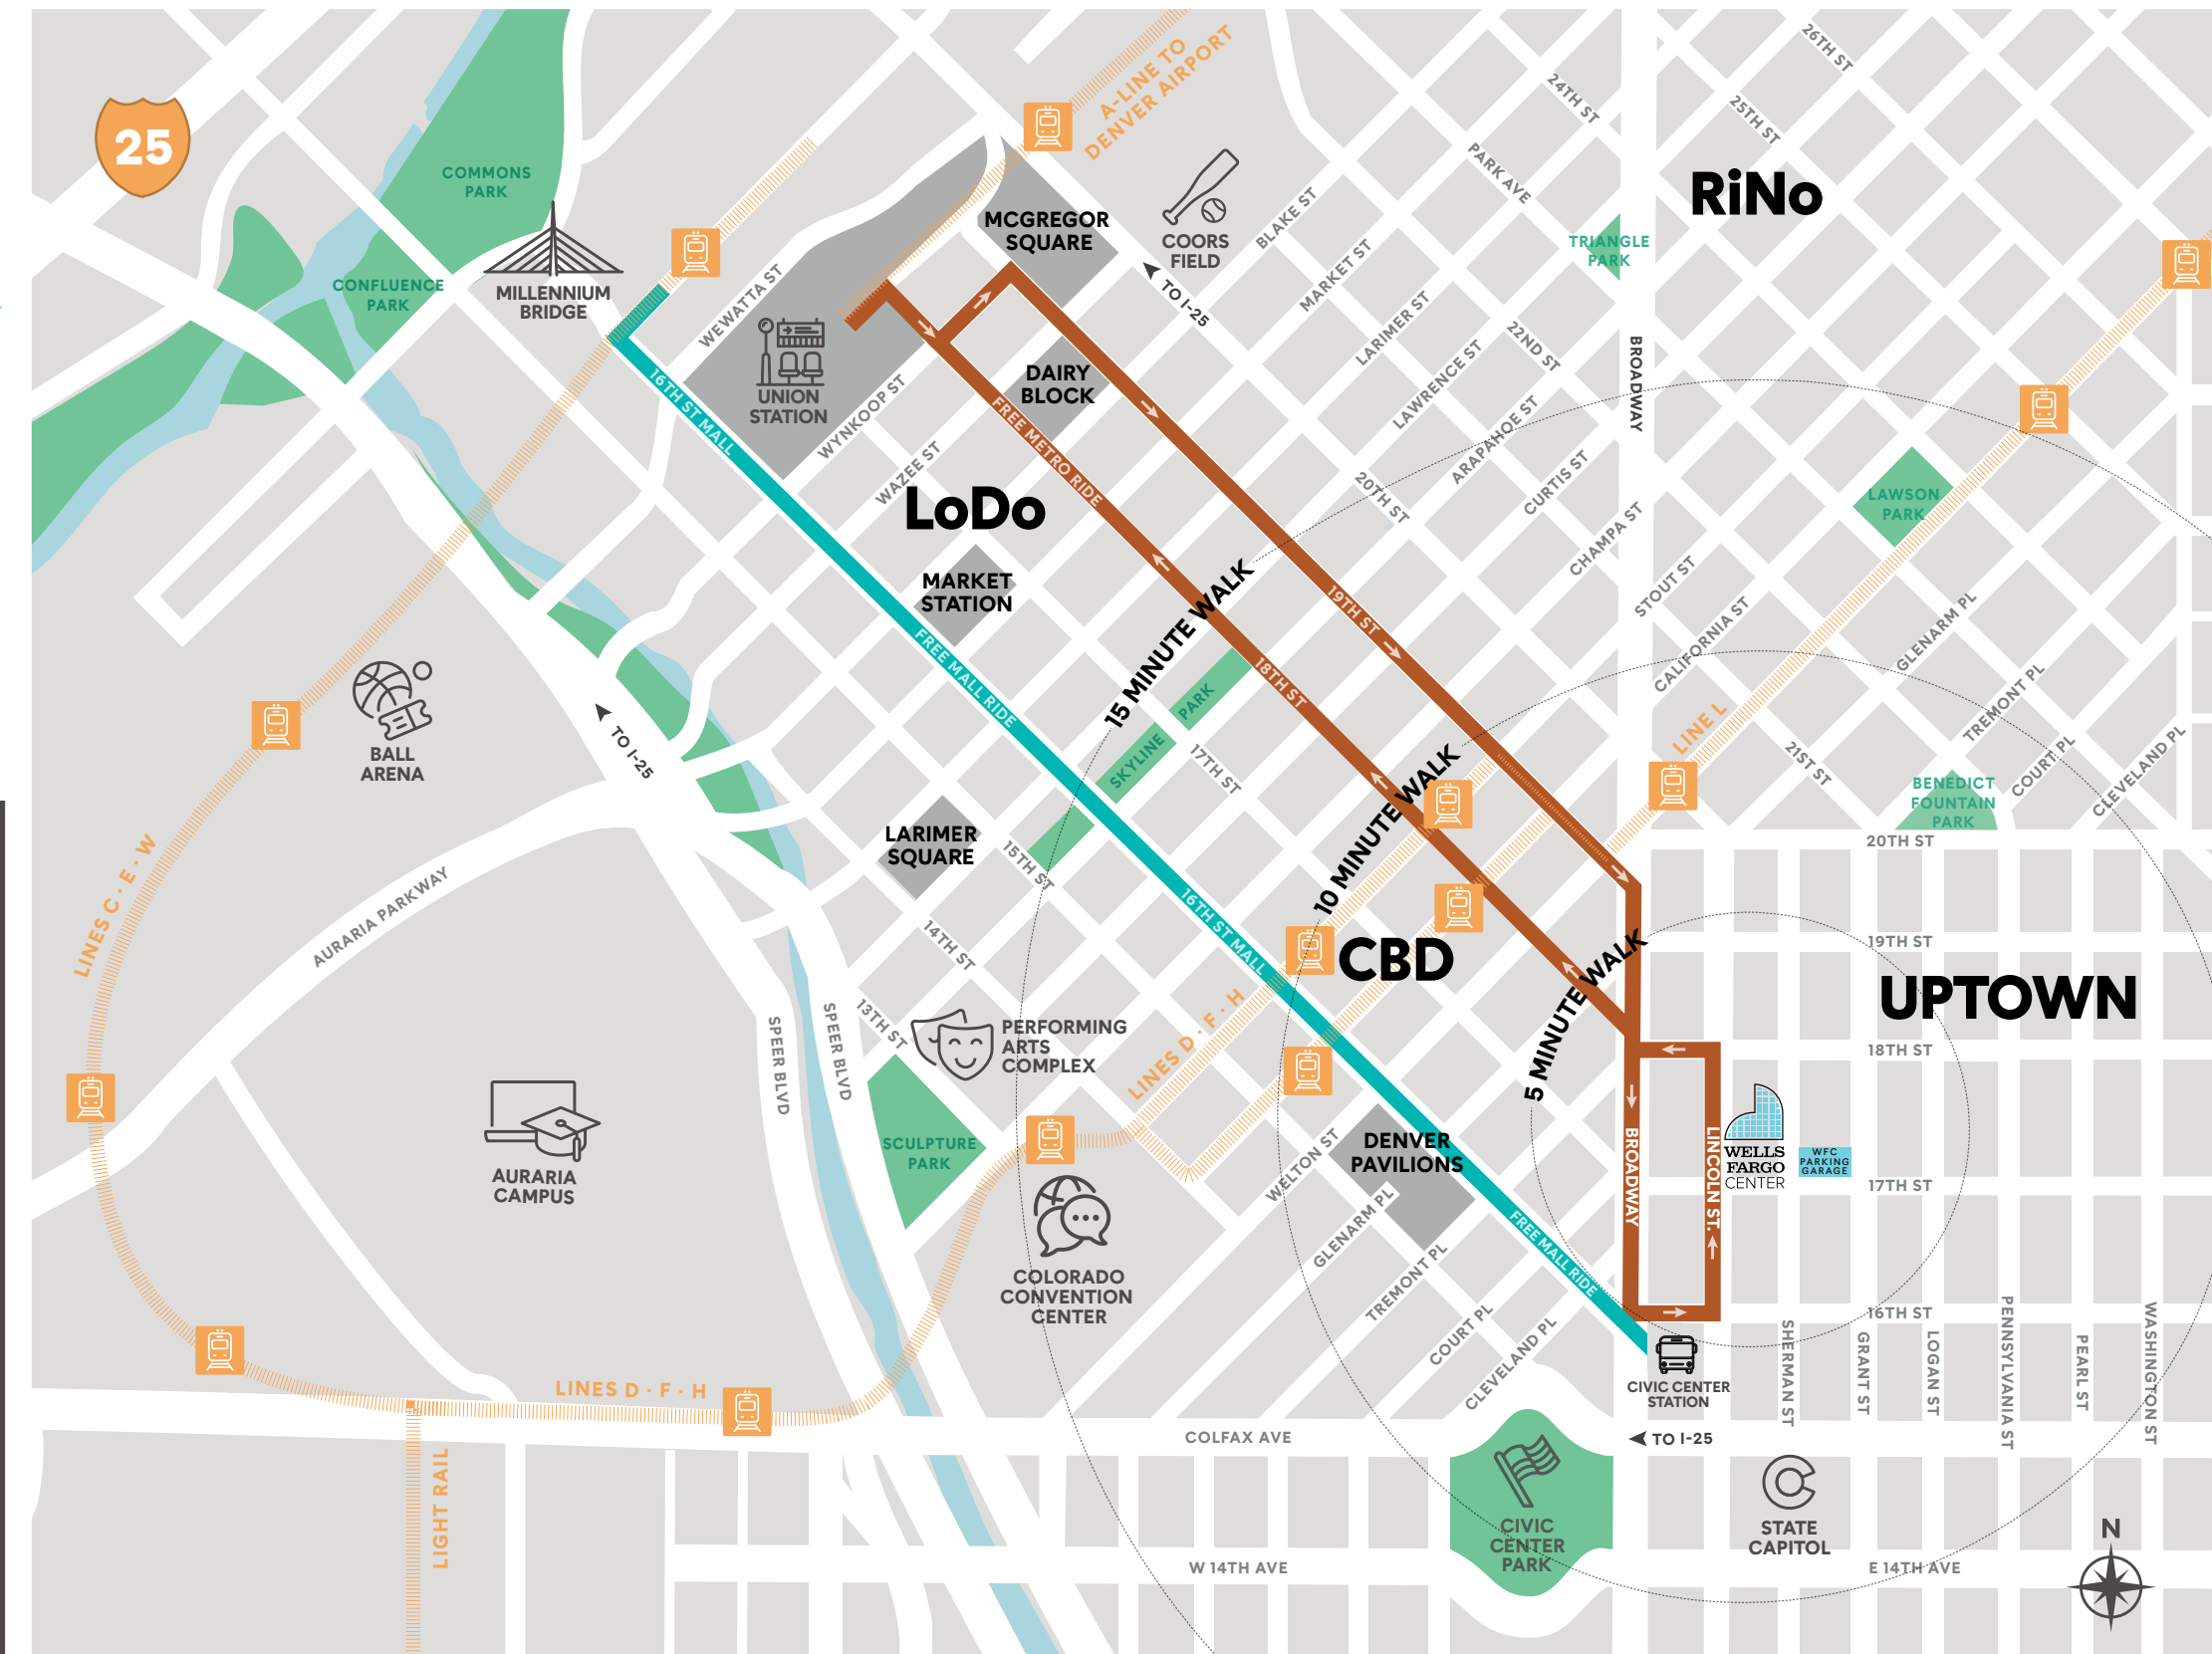 26TH ST
A-LINE TO
DENVER AIRPORT
24TH ST
25TH ST
25
COMMONS
PARK
PARK AVE
RiNo
MCGREGOR
SQUARE
COORS
FIELD
BLAKE ST
TRIANGLE
PARK
CONFLUENCE
PARK
MILLENNIUM
BRIDGE
WEWATTA ST
TO I-25
MARKET ST
LARIMER ST
22ND ST
BROADWAY
UNION
STATION
DAIRY
BLOCK
LAWRENCE ST
16TH ST MALL
WYNKOOP ST
FREE METRO RIDE
ARAPAHOE ST
WAZEE ST
20TH ST
CURTIS ST
LAWSON
PARK
LoDo
CHAMPA ST
MARKET
STATION
15 MINUTE WALK
19TH ST
STOUT ST
CALIFORNIA ST
GLENARM PL
FREE MALL RIDE
18TH ST
SKYLINE
PARK
TREMONT PL
BALL
ARENA
TO I-25
17TH ST
LINE L
21ST ST
COURT PL
CLEVELAND PL
BENEDICT
FOUNTAIN
PARK
10 MINUTE WALK
LARIMER
SQUARE
15TH ST
20TH ST
LINES C · E · W
AURARIA PARKWAY
16TH ST MALL
14TH ST
CBD
5 MINUTE WALK
19TH ST
UPTOWN
SPEER BLVD
SPEER BLVD
13TH ST
PERFORMING
ARTS
COMPLEX
LINES D · F · H
18TH ST
SCULPTURE
PARK
WELTON ST
DENVER
PAVILIONS
BROADWAY
LINCOLN ST.
WELLS
FARGO
CENTER
WFC
PARKING
GARAGE
17TH ST
AURARIA
CAMPUS
GLENARM PL
FREE MALL RIDE
COLORADO
CONVENTION
CENTER
TREMONT PL
COURT PL
CLEVELAND PL
16TH ST
SHERMAN ST
GRANT ST
LOGAN ST
PENNSYLVANIA ST
PEARL ST
WASHINGTON ST
CIVIC CENTER
STATION
LINES D · F · H
COLFAX AVE
TO I-25
LIGHT RAIL
CIVIC
CENTER
PARK
STATE
CAPITOL
N
W 14TH AVE
E 14TH AVE